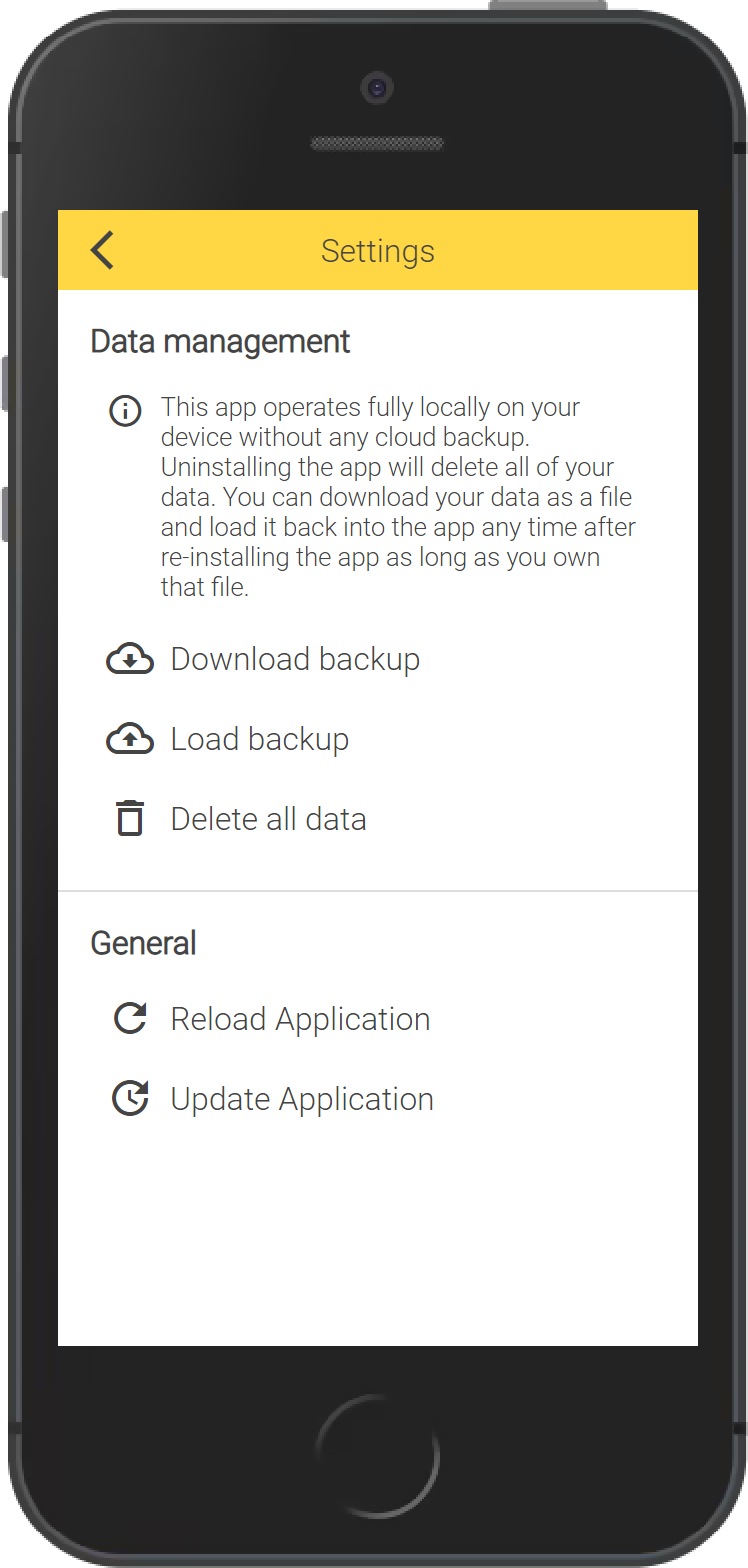 Settings
Data management
This app operates fully locally on your
device without any cloud backup.
Uninstalling the app will delete all of your
data. You can download your data as a file
and load it back into the app any time after
re-installing the app as long as you own
that file.
Download backup
Load backup
Delete all data
General
Reload Application
Update Application